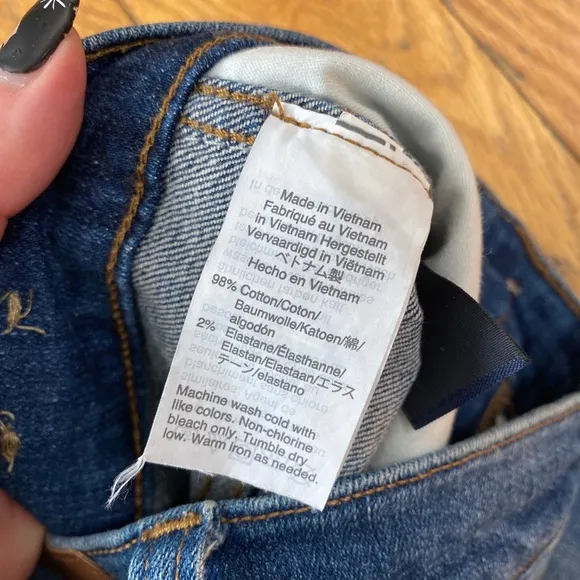 Made in Vietnam
Fabriqué au Vietnam
in Vietnam Hergestellt
Vervaardigd in Viëtnam
ベトナム製
Hecho en Vietnam
98% Cotton/Coton/
Baumwolle/Katoen/綿/
algodón
2% Elastane/Élasthanne/
Elastan/Elastaan/エラス
テーン/elastano
Machine wash cold with
like colors. Non-chlorine
bleach only. Tumble dry
low. Warm iron as needed.